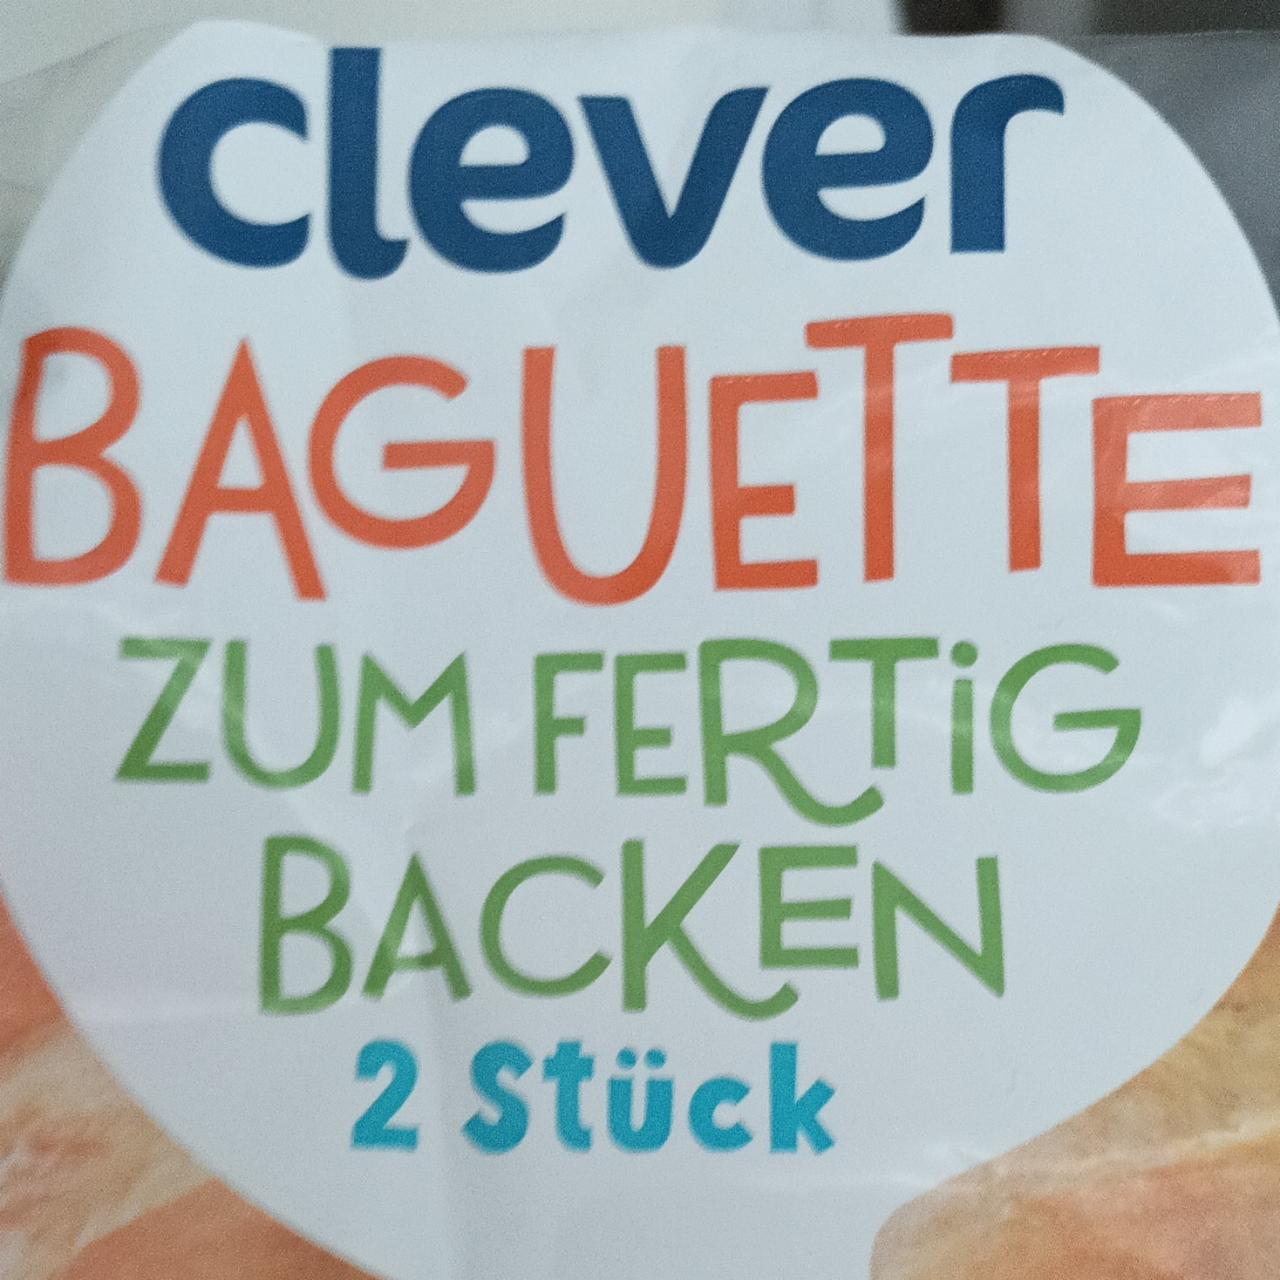 clever
BAGUETTE
ZUM FERTiG
BACKEN
2 Stück